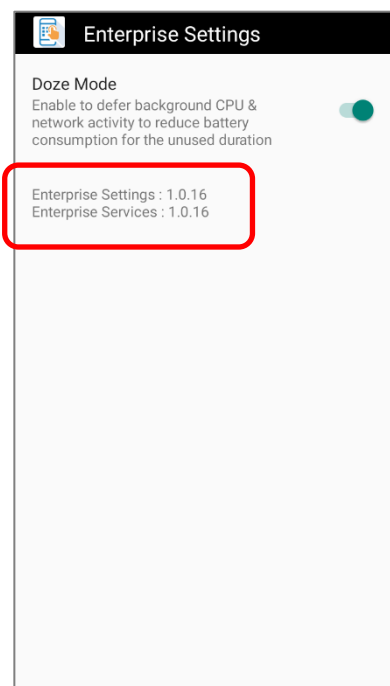 Enterprise Settings
Doze Mode
Enable to defer background CPU &
network activity to reduce battery
consumption for the unused duration
Enterprise Settings : 1.0.16
Enterprise Services : 1.0.16